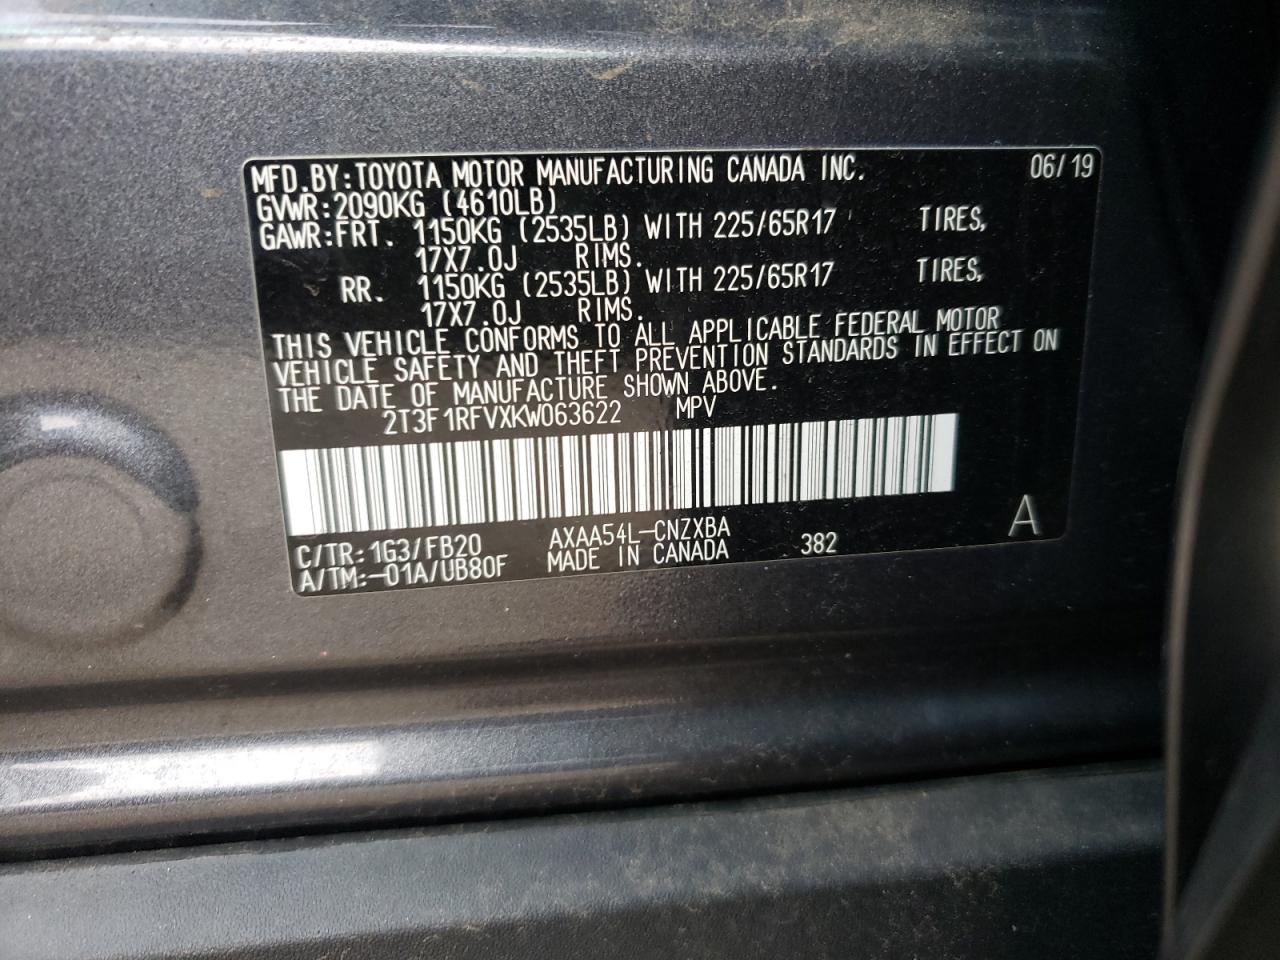 MFD.BY:TOYOTA MOTOR MANUFACTURING CANADA INC. 06/19
GVWR:2090KG (4610LB)
GAWR:FRT. 1150KG (2535LB) WITH 225/65R17 TIRES,
17X7.0J RIMS.
RR. 1150KG (2535LB) WITH 225/65R17 TIRES,
17X7.0J RIMS.
THIS VEHICLE CONFORMS TO ALL APPLICABLE FEDERAL MOTOR
VEHICLE SAFETY AND THEFT PREVENTION STANDARDS IN EFFECT ON
THE DATE OF MANUFACTURE SHOWN ABOVE.
2T3F1RFVXKW063622 MPV
C/TR:1G3/FB20 AXAA54L-CNZXBA A
A/TM:-01A/UB80F MADE IN CANADA 382